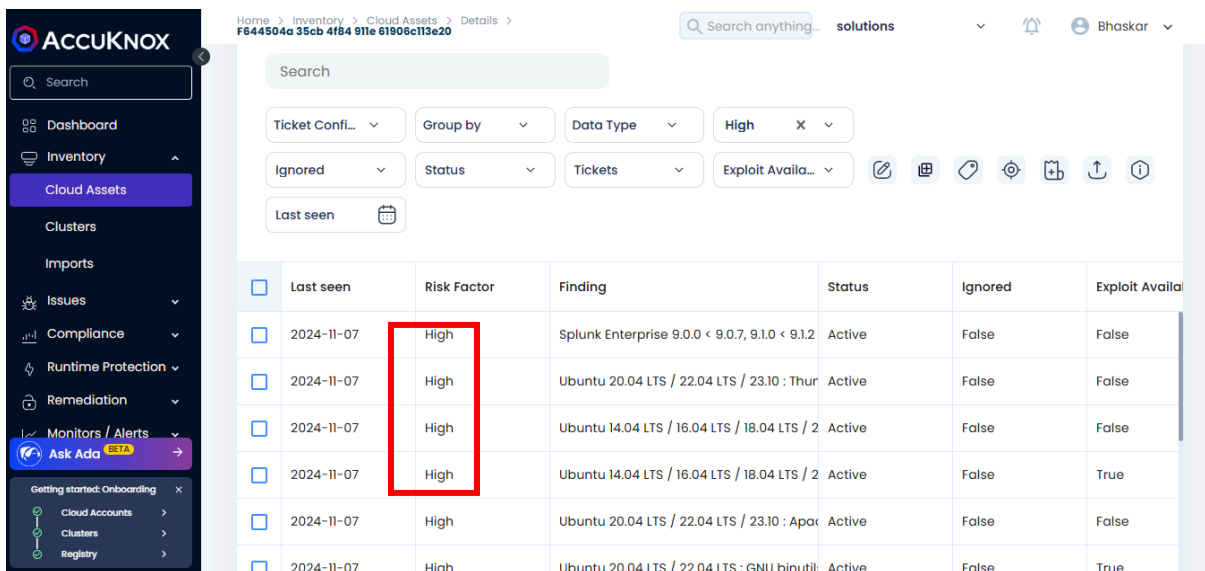 Home > Inventory > Cloud Assets > Details >
F644504a 35cb 4f84 911e 61906c113e20
Search anything...
solutions
Bhaskar
ACCUKNOX
Search
Dashboard
Inventory
Cloud Assets
Clusters
Imports
Issues
Compliance
Runtime Protection
Remediation
Monitors / Alerts
Ask Ada BETA
Getting started: Onboarding X
Cloud Accounts >
Clusters >
Registry >
Search
Ticket Confi... Group by Data Type High X
Ignored Status Tickets Exploit Availa...
Last seen
Last seen Risk Factor Finding Status Ignored Exploit Availal
2024-11-07 High Splunk Enterprise 9.0.0 < 9.0.7, 9.1.0 < 9.1.2 Active False False
2024-11-07 High Ubuntu 20.04 LTS / 22.04 LTS / 23.10 : Thun Active False False
2024-11-07 High Ubuntu 14.04 LTS / 16.04 LTS / 18.04 LTS / 2 Active False False
2024-11-07 High Ubuntu 14.04 LTS / 16.04 LTS / 18.04 LTS / 2 Active False True
2024-11-07 High Ubuntu 20.04 LTS / 22.04 LTS / 23.10 : Apac Active False False
2024-11-07 High Ubuntu 20.04 LTS / 22.04 LTS : GNU binutils Active False True